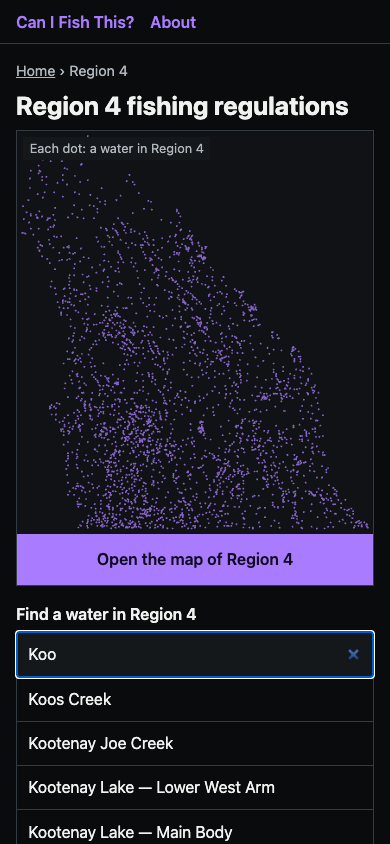 Can I Fish This? About
Home › Region 4
Region 4 fishing regulations
Each dot: a water in Region 4
Open the map of Region 4
Find a water in Region 4
Koo
Koos Creek
Kootenay Joe Creek
Kootenay Lake — Lower West Arm
Kootenay Lake — Main Body